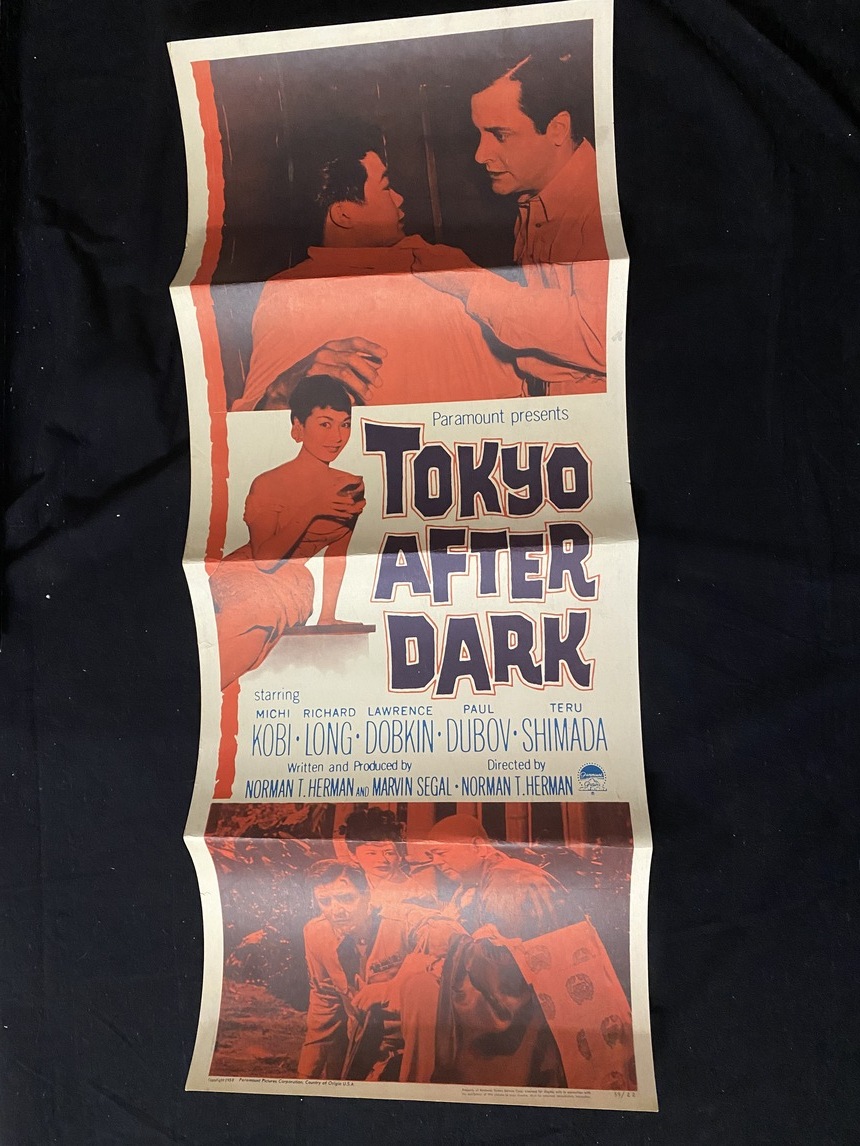 Paramount presents
TOKYO
AFTER
DARK
starring
MICHI RICHARD LAWRENCE PAUL TERU
KOBI · LONG · DOBKIN · DUBOV · SHIMADA
Written and Produced by Directed by
NORMAN T. HERMAN AND MARVIN SEGAL · NORMAN T. HERMAN
Paramount
Paramount Pictures Corporation, Country of Origin U.S.A.